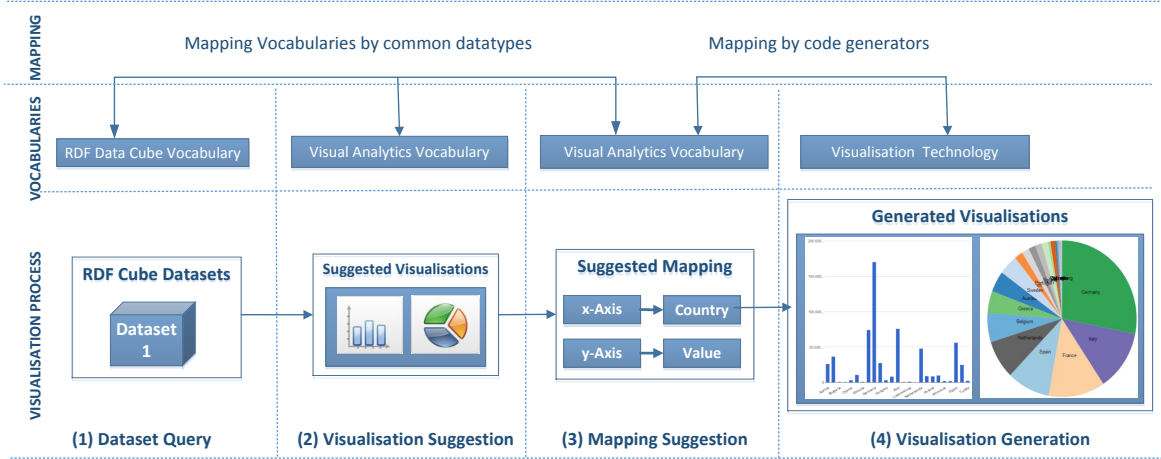 MAPPING
Mapping Vocabularies by common datatypes
Mapping by code generators
VOCABULARIES
RDF Data Cube Vocabulary
Visual Analytics Vocabulary
Visual Analytics Vocabulary
Visualisation Technology
VISUALISATION PROCESS
RDF Cube Datasets
Dataset
1
Suggested Visualisations
Suggested Mapping
x-Axis
Country
y-Axis
Value
Generated Visualisations
Germany
Italy
France
Spain
Netherlands
Belgium
Greece
Austria
Sweden
(1) Dataset Query
(2) Visualisation Suggestion
(3) Mapping Suggestion
(4) Visualisation Generation